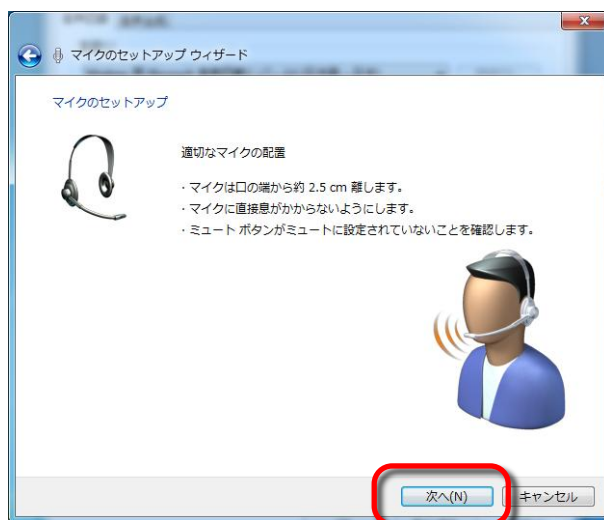 マイクのセットアップ ウィザード
マイクのセットアップ
適切なマイクの配置
・マイクは口の端から約 2.5 cm 離します。
・マイクに直接息がかからないようにします。
・ミュート ボタンがミュートに設定されていないことを確認します。
次へ(N)
キャンセル